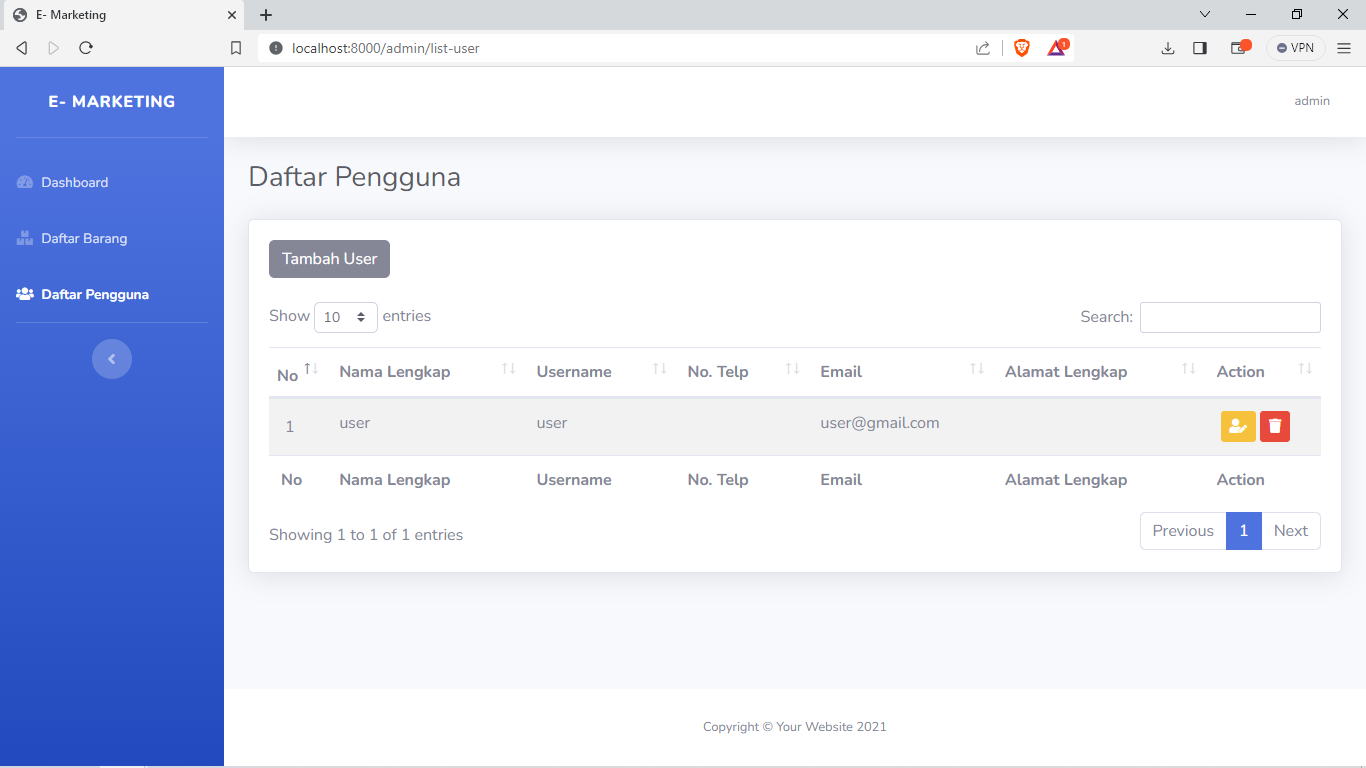 E- Marketing
localhost:8000/admin/list-user
1
VPN
E- MARKETING
admin
Dashboard
Daftar Barang
Daftar Pengguna
Daftar Pengguna
Tambah User
Show 10 entries
Search:
No Nama Lengkap Username No. Telp Email Alamat Lengkap Action
1 user user user@gmail.com
No Nama Lengkap Username No. Telp Email Alamat Lengkap Action
Showing 1 to 1 of 1 entries
Previous 1 Next
Copyright © Your Website 2021